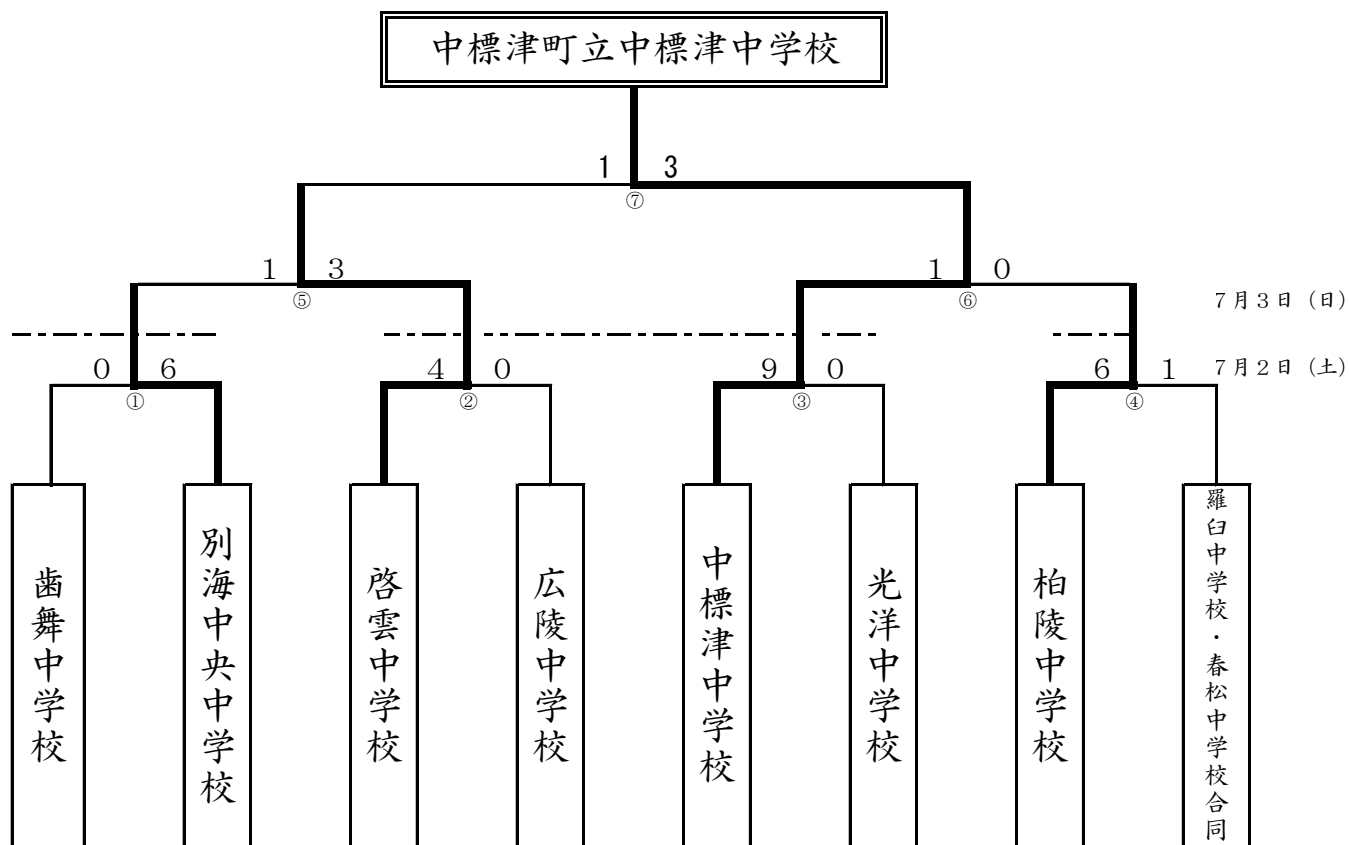 中標津町立中標津中学校
1 3
⑦
1 3
⑤
1 0
⑥
7月3日（日）
0 6
①
4 0
②
9 0
③
6 1
④
7月2日（土）
歯舞中学校
別海中央中学校
啓雲中学校
広陵中学校
中標津中学校
光洋中学校
柏陵中学校
羅臼中学校・春松中学校合同